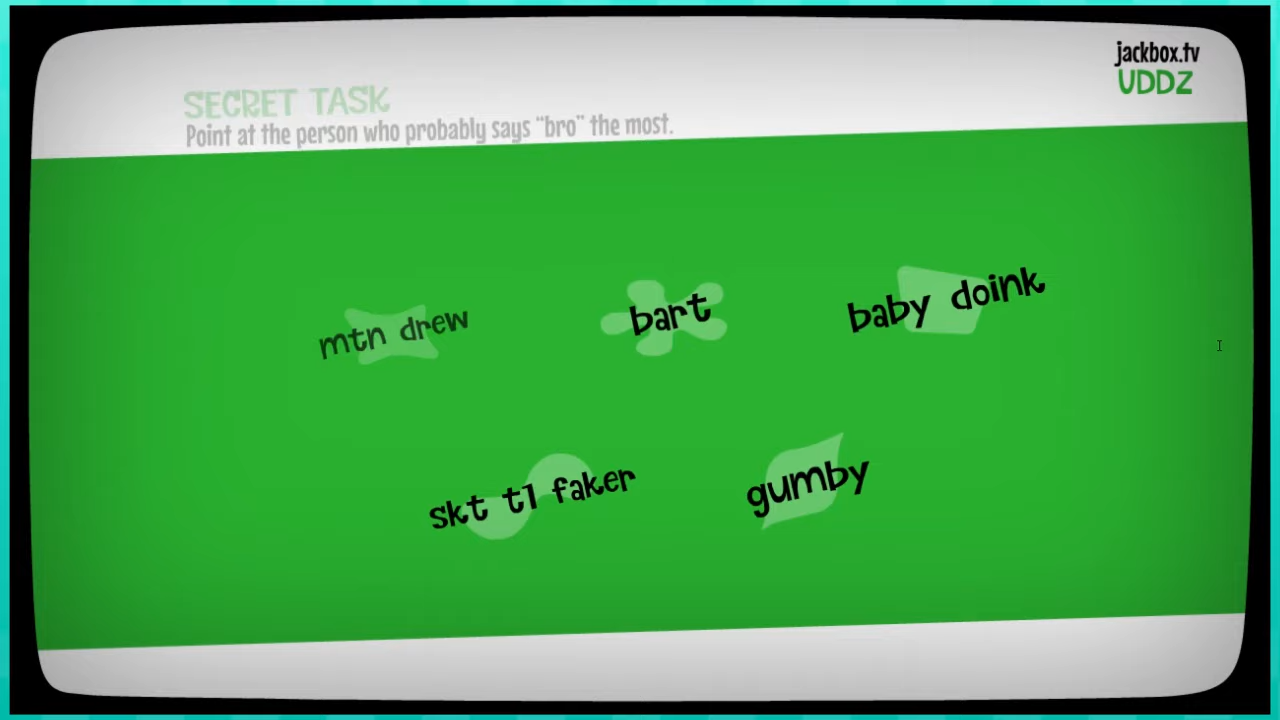 jackbox.tv
UDDZ
SECRET TASK
Point at the person who probably says “bro” the most.
mtn drew
bart
baby doink
skt t1 faker
gumby